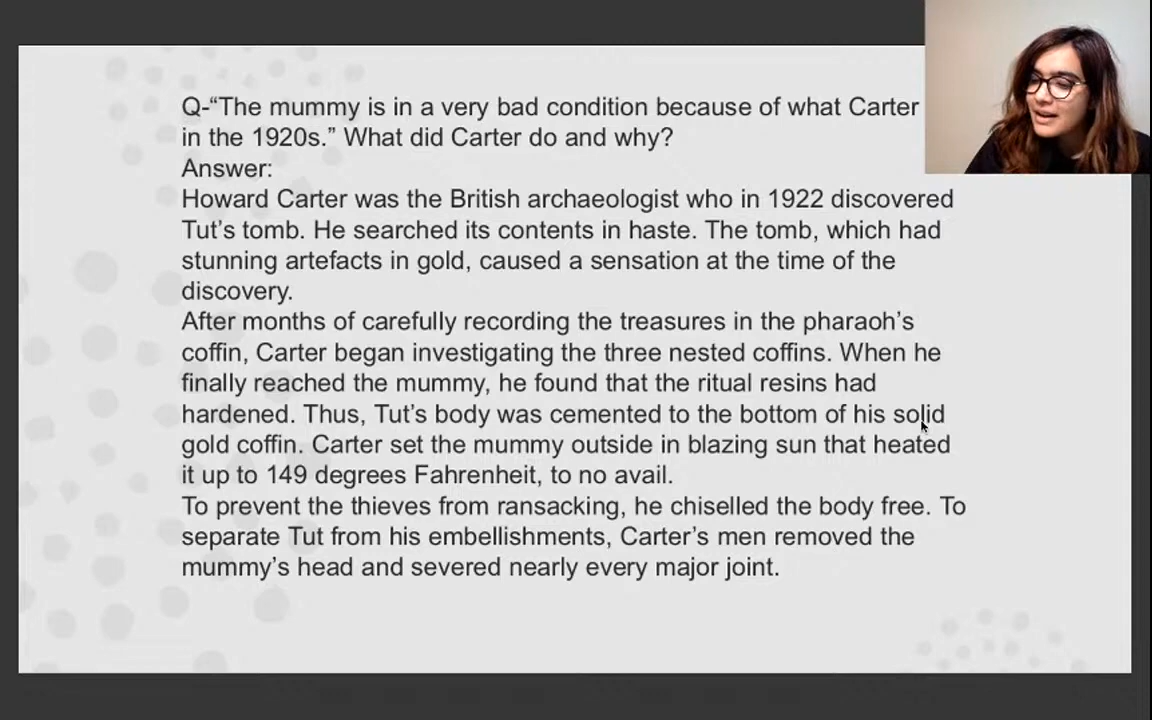 Q-“The mummy is in a very bad condition because of what Carter
in the 1920s.” What did Carter do and why?
Answer:
Howard Carter was the British archaeologist who in 1922 discovered
Tut’s tomb. He searched its contents in haste. The tomb, which had
stunning artefacts in gold, caused a sensation at the time of the
discovery.
After months of carefully recording the treasures in the pharaoh’s
coffin, Carter began investigating the three nested coffins. When he
finally reached the mummy, he found that the ritual resins had
hardened. Thus, Tut’s body was cemented to the bottom of his solid
gold coffin. Carter set the mummy outside in blazing sun that heated
it up to 149 degrees Fahrenheit, to no avail.
To prevent the thieves from ransacking, he chiselled the body free. To
separate Tut from his embellishments, Carter’s men removed the
mummy’s head and severed nearly every major joint.